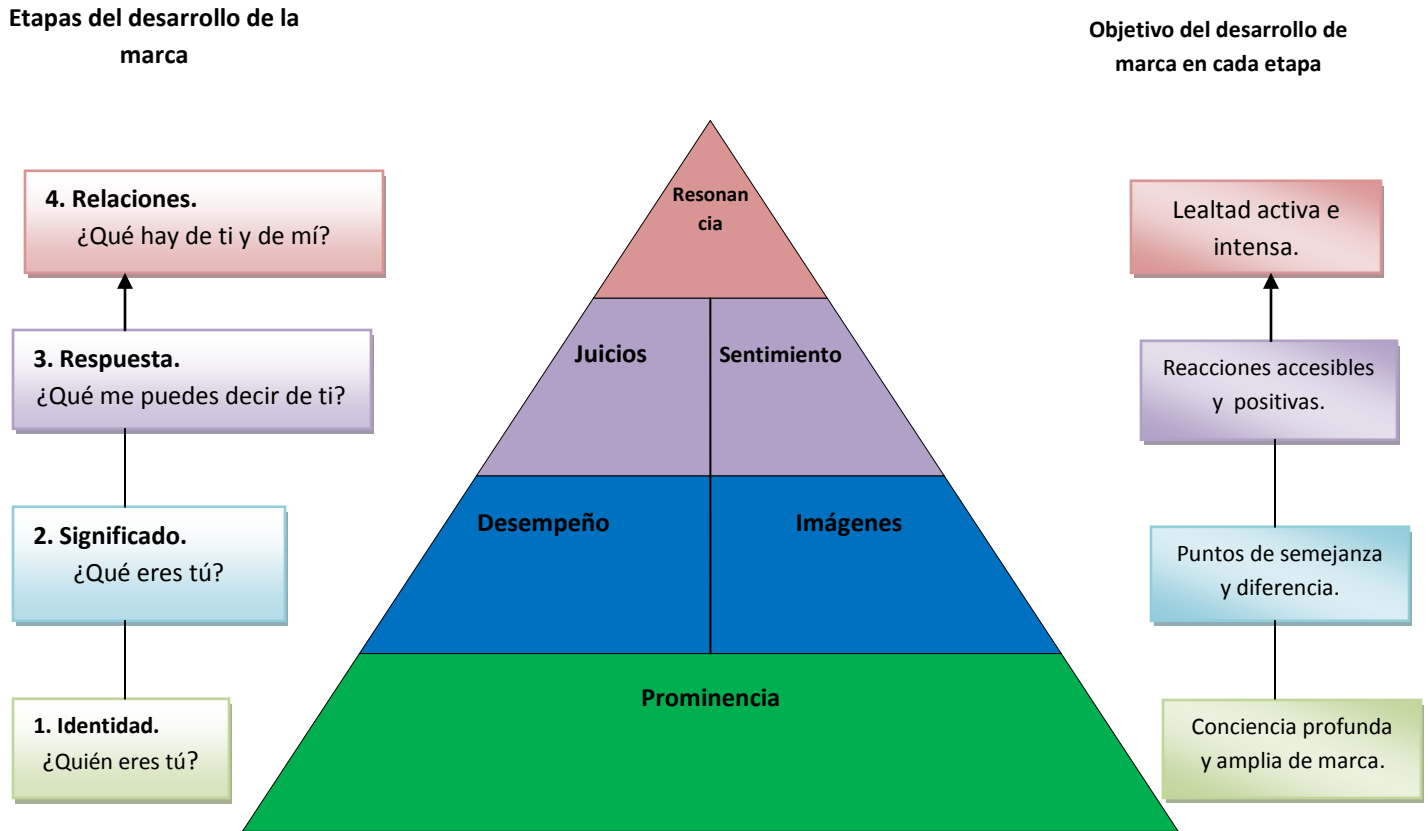 Etapas del desarrollo de la
marca
Objetivo del desarrollo de
marca en cada etapa
4. Relaciones.
¿Qué hay de ti y de mí?
Resonan
cia
Lealtad activa e
intensa.
3. Respuesta.
¿Qué me puedes decir de ti?
Juicios
Sentimiento
Reacciones accesibles
y positivas.
2. Significado.
¿Qué eres tú?
Desempeño
Imágenes
Puntos de semejanza
y diferencia.
1. Identidad.
¿Quién eres tú?
Prominencia
Conciencia profunda
y amplia de marca.